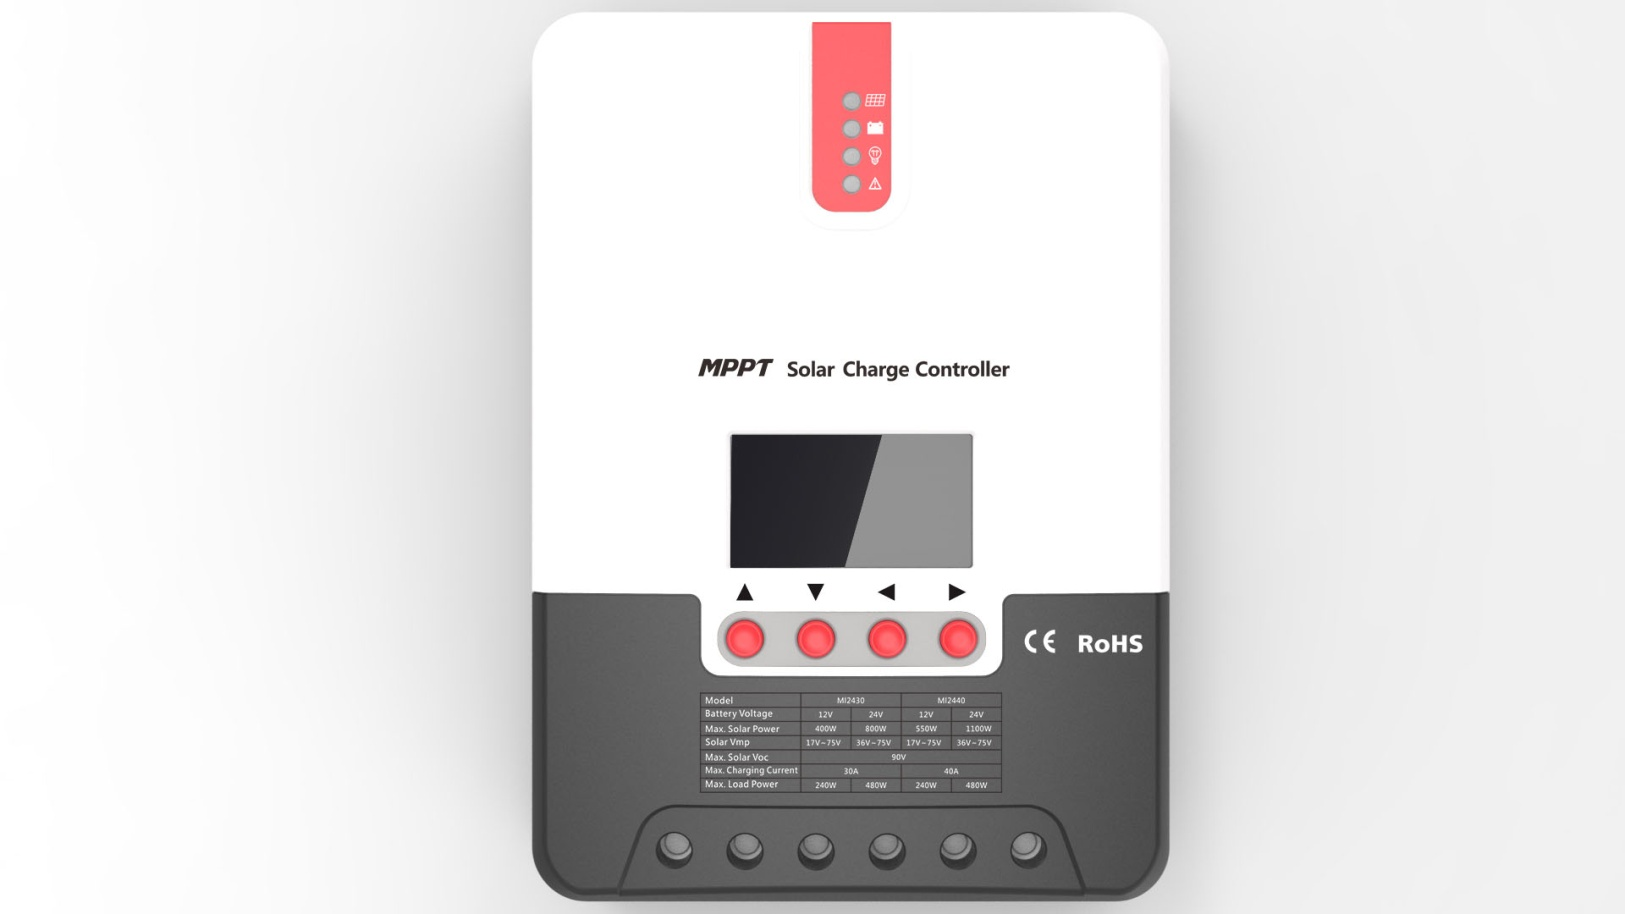 MPPT Solar Charge Controller
CE RoHS
Model MI2430 MI2440
Battery Voltage 12V 24V 12V 24V
Max. Solar Power 400W 800W 550W 1100W
Solar Vmp 17V~75V 36V~75V 17V~75V 36V~75V
Max. Solar Voc 90V
Max. Charging Current 30A 40A
Max. Load Power 240W 480W 240W 480W